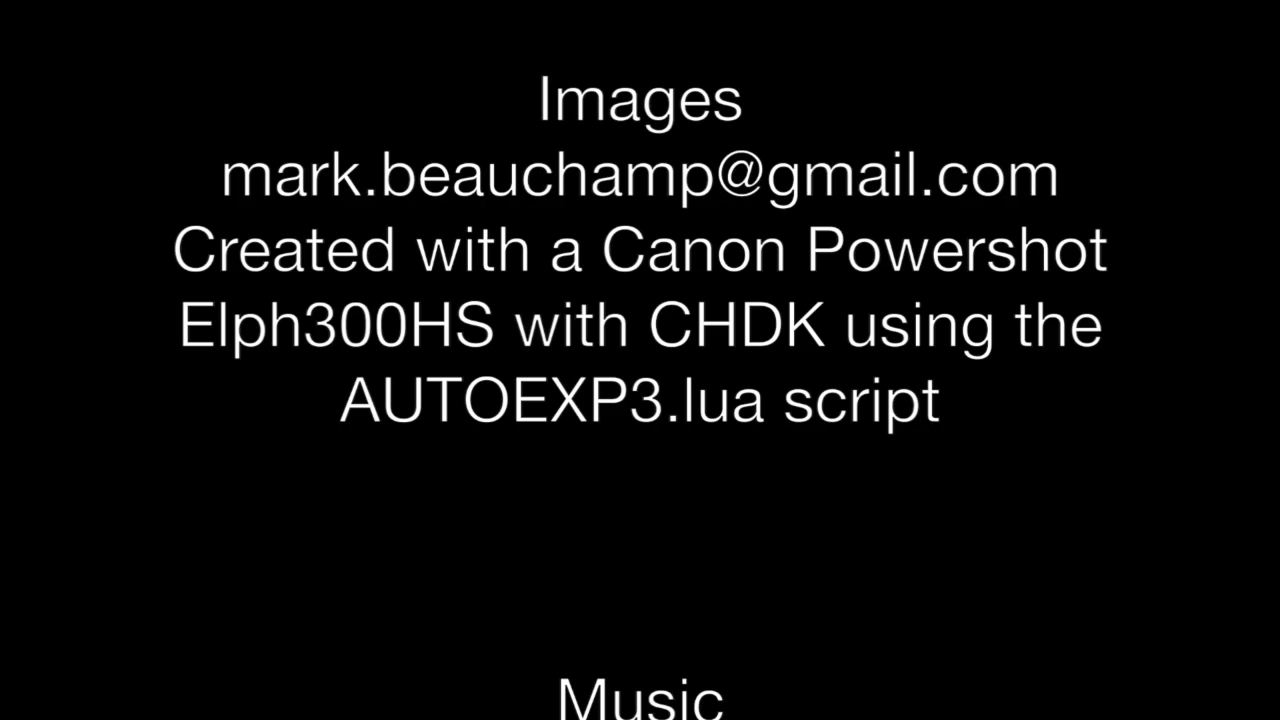 Images
mark.beauchamp@gmail.com
Created with a Canon Powershot
Elph300HS with CHDK using the
AUTOEXP3.lua script
Music